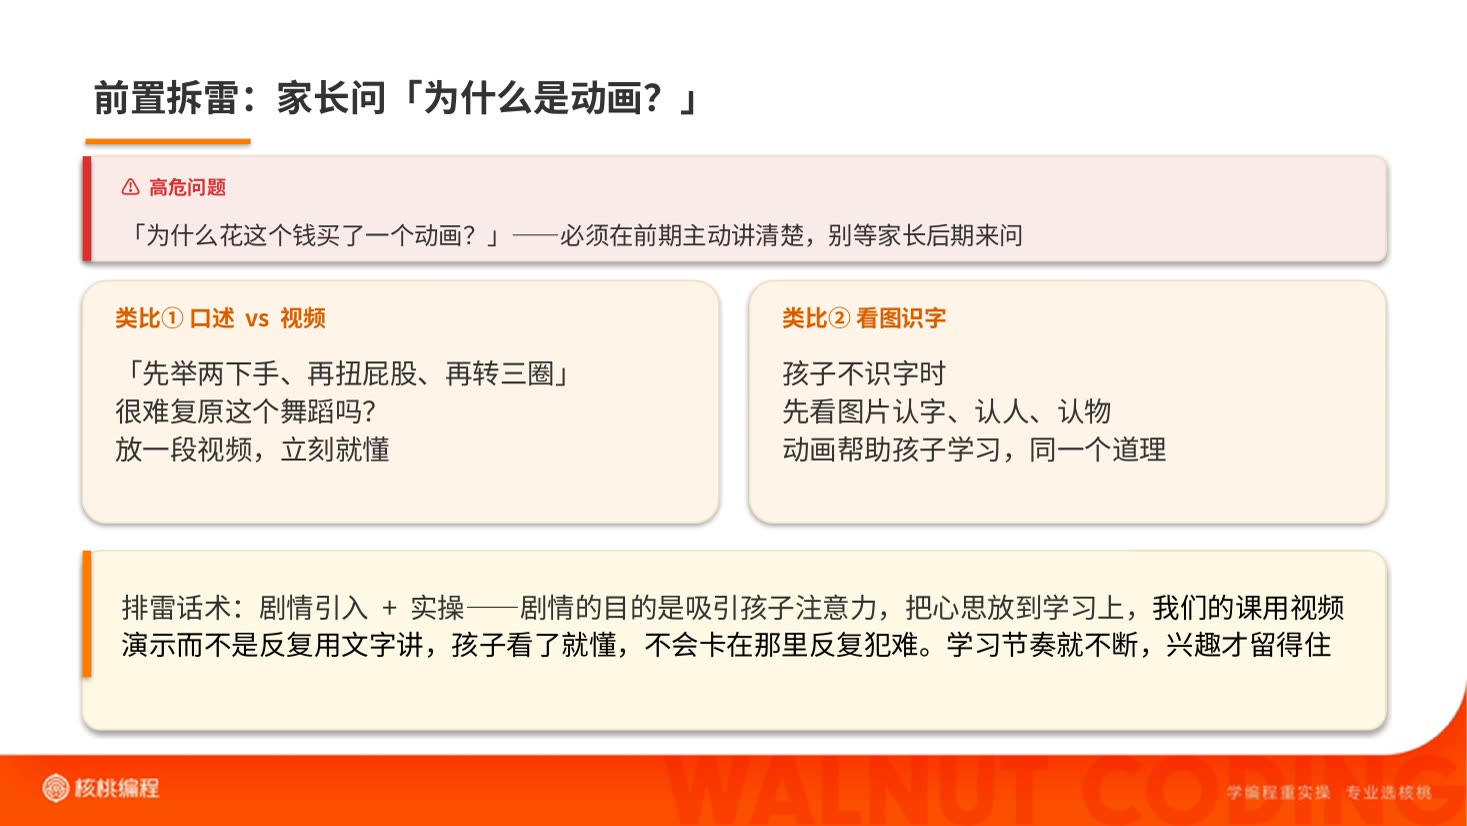 前置拆雷：家长问「为什么是动画？」
高危问题
「为什么花这个钱买了一个动画？」——必须在前期主动讲清楚，别等家长后期来问
类比① 口述 vs 视频
「先举两下手、再扭屁股、再转三圈」
很难复原这个舞蹈吗？
放一段视频，立刻就懂
类比② 看图识字
孩子不识字时
先看图片认字、认人、认物
动画帮助孩子学习，同一个道理
排雷话术：剧情引入 + 实操——剧情的目的是吸引孩子注意力，把心思放到学习上，我们的课用视频
演示而不是反复用文字讲，孩子看了就懂，不会卡在那里反复犯难。学习节奏就不断，兴趣才留得住
核桃编程
WALNUT CODING
学编程重实操 专业选核桃